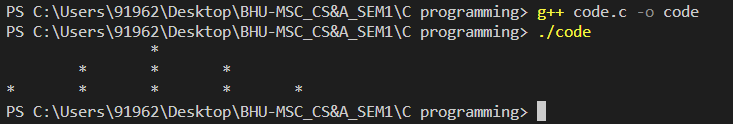 PS C:\Users\91962\Desktop\BHU-MSC_CS&A_SEM1\C programming> g++ code.c -o code
PS C:\Users\91962\Desktop\BHU-MSC_CS&A_SEM1\C programming> ./code
                *
        *       *       *
*       *       *       *       *
PS C:\Users\91962\Desktop\BHU-MSC_CS&A_SEM1\C programming>